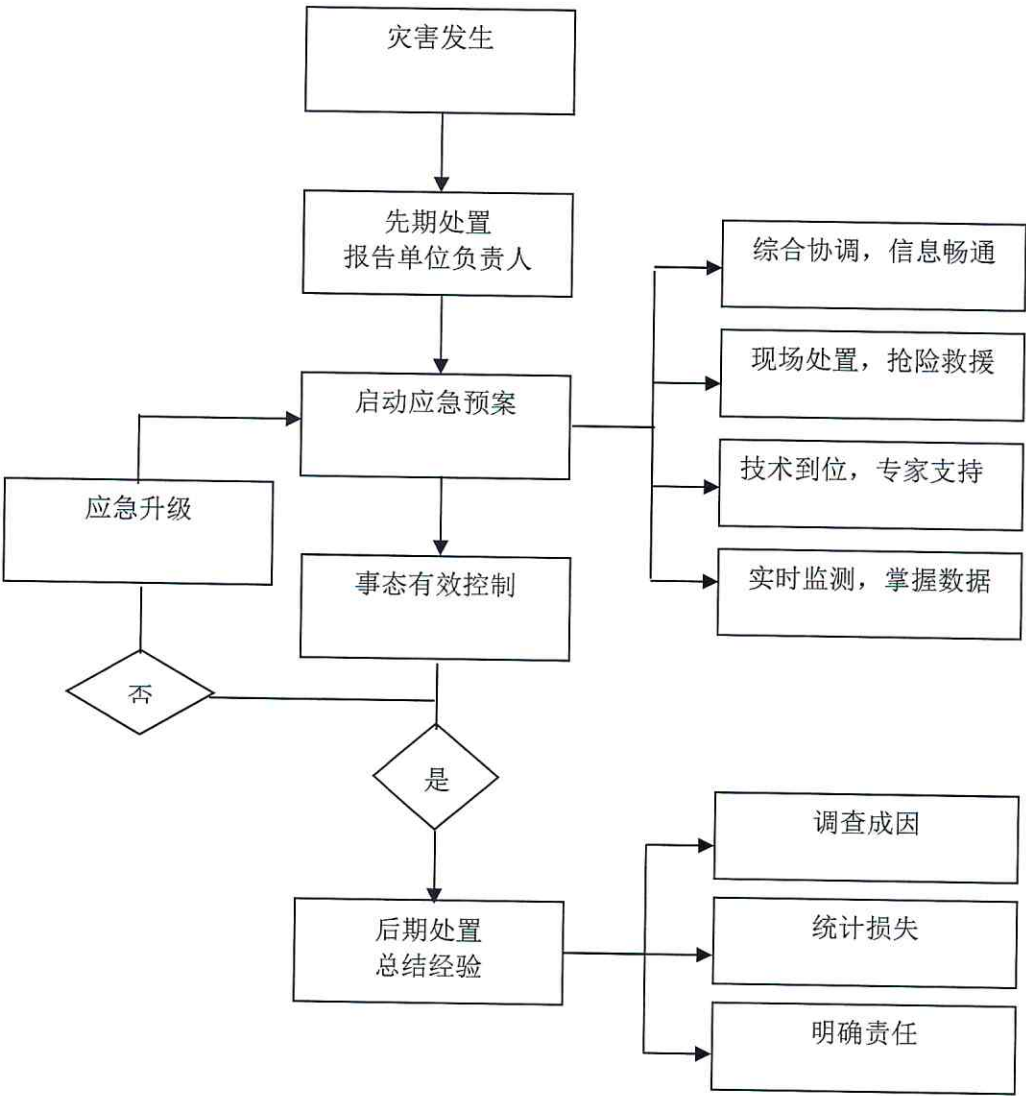 灾害发生
先期处置
报告单位负责人
综合协调，信息畅通
现场处置，抢险救援
启动应急预案
技术到位，专家支持
应急升级
实时监测，掌握数据
事态有效控制
否
是
调查成因
后期处置
总结经验
统计损失
明确责任